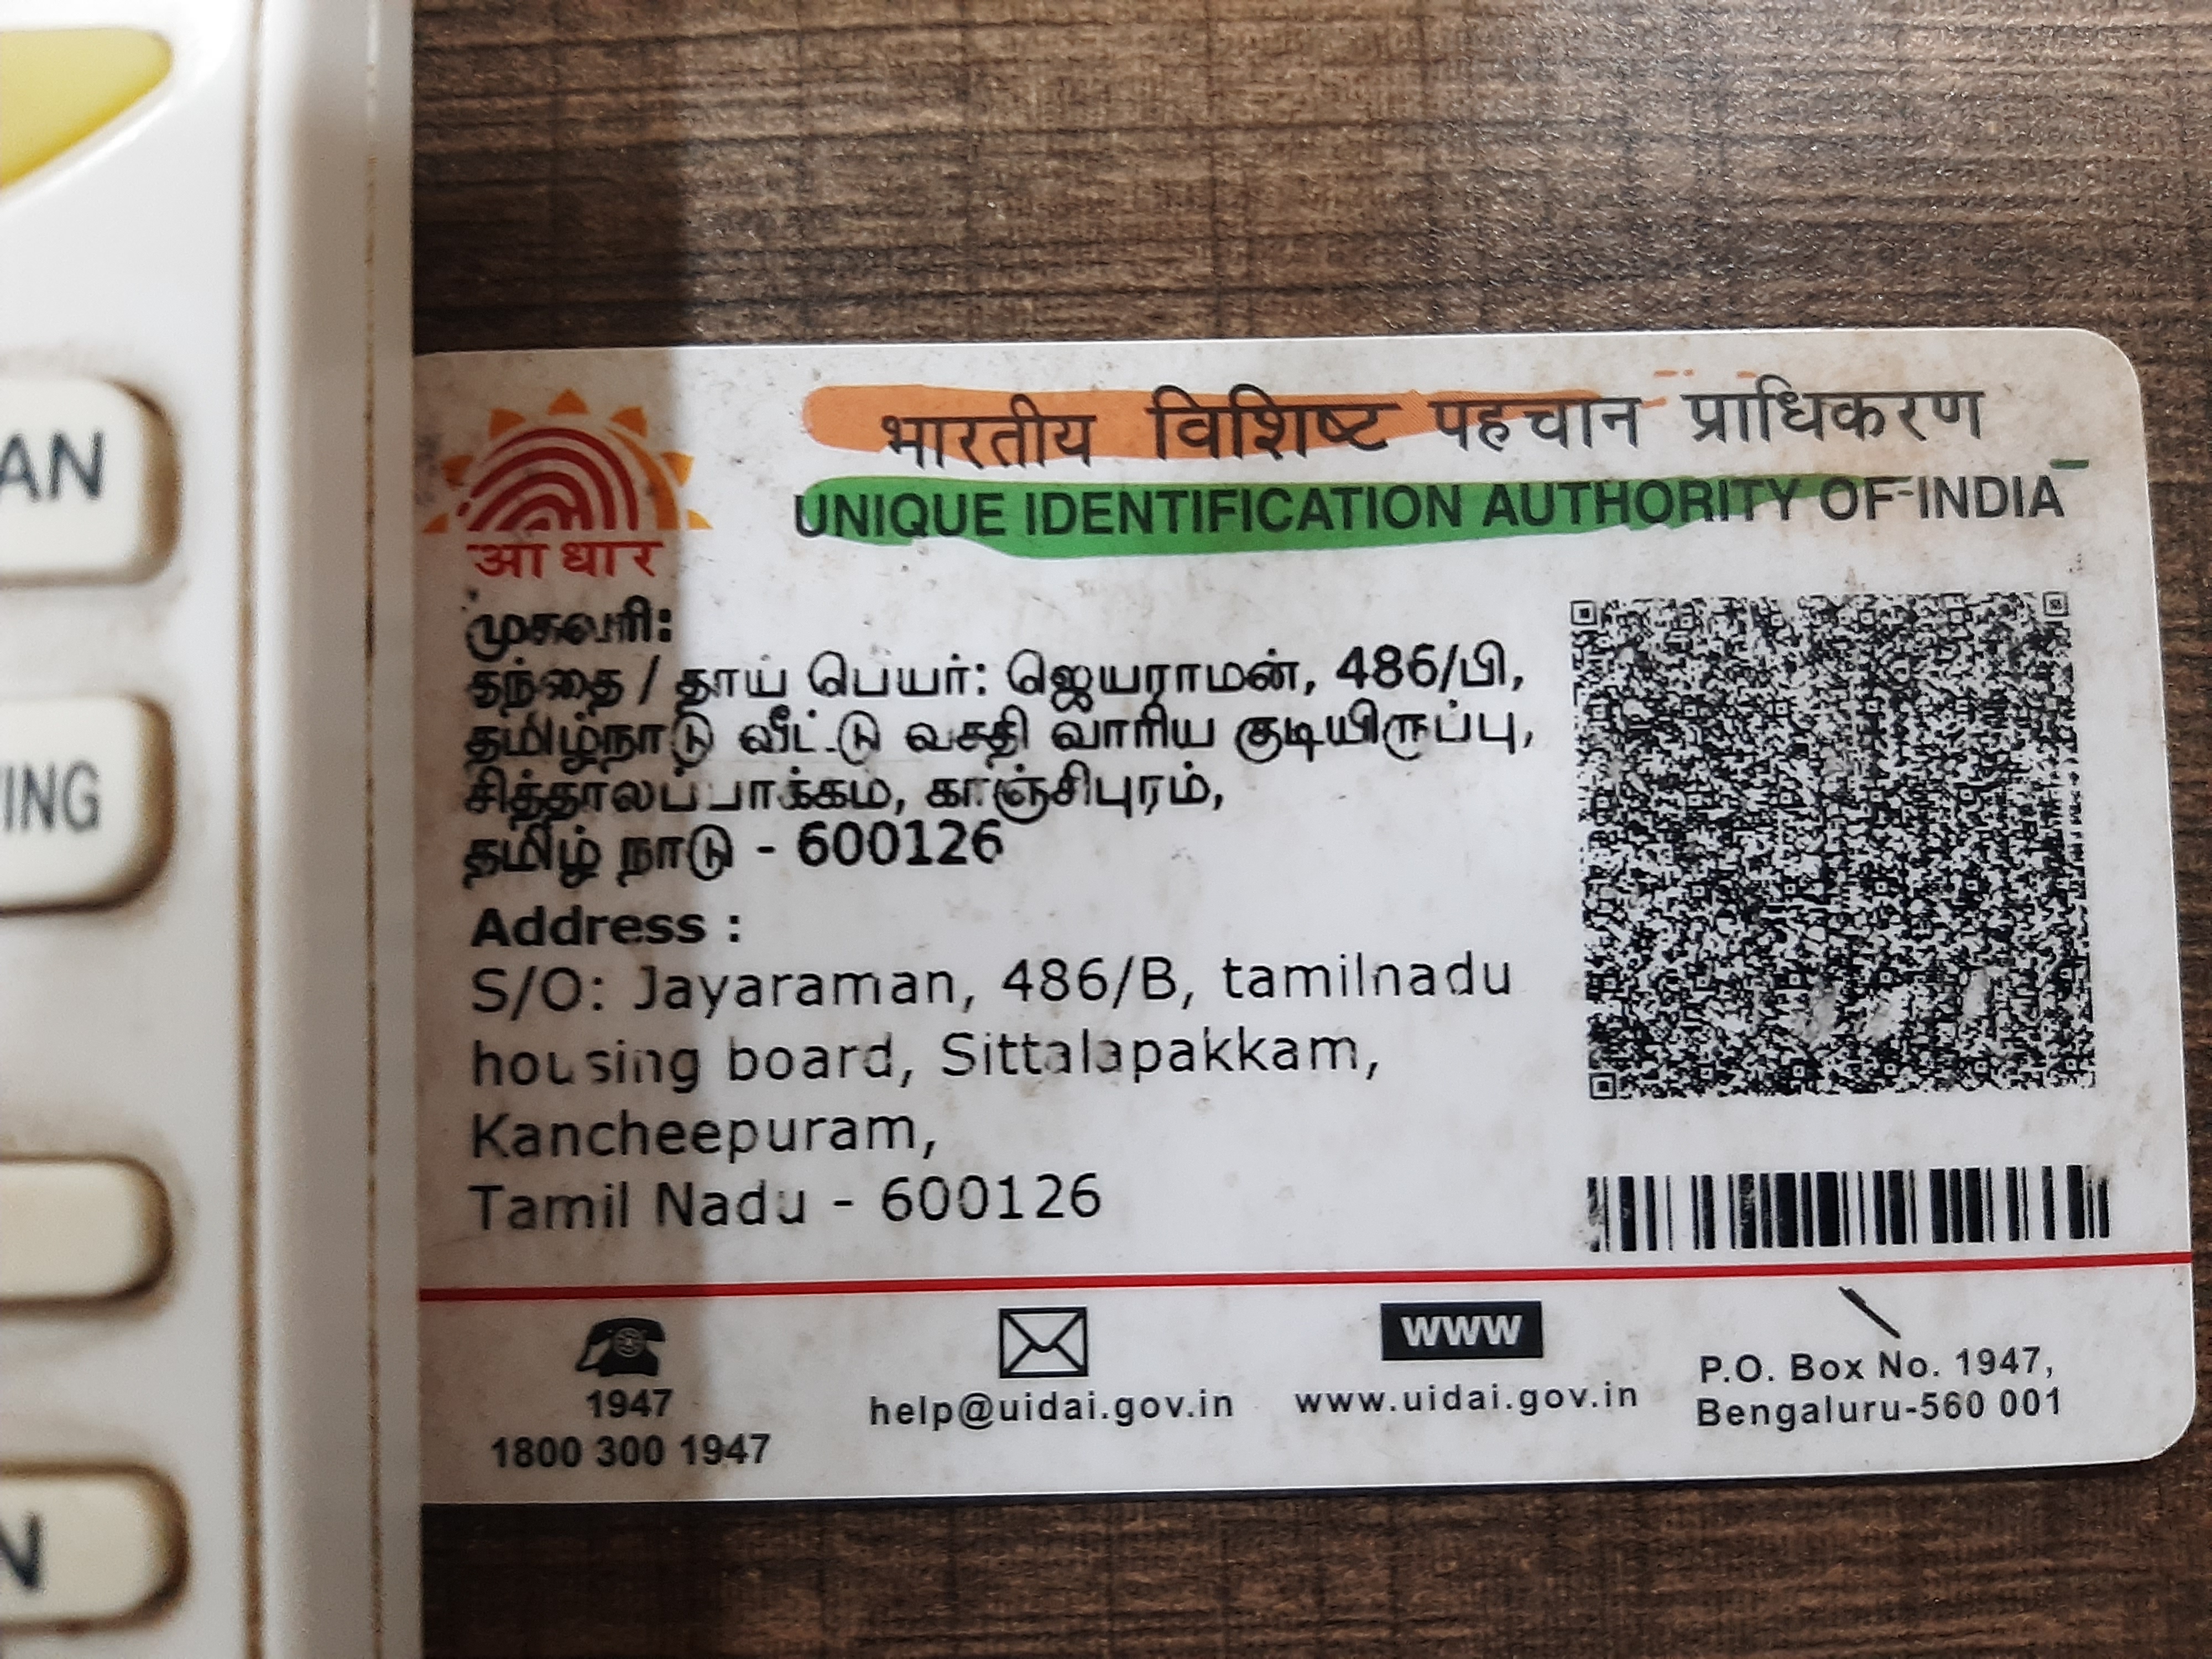 AN
ING
N
भारतीय विशिष्ट पहचान प्राधिकरण
UNIQUE IDENTIFICATION AUTHORITY OF INDIA
आधार
முகவரி:
தந்தை / தாய் பெயர்: ஜெயராமன், 486/பி,
தமிழ்நாடு வீட்டு வசதி வாரிய குடியிருப்பு,
சித்தாலப்பாக்கம், காஞ்சிபுரம்,
தமிழ் நாடு - 600126
Address :
S/O: Jayaraman, 486/B, tamilnadu
housing board, Sittalapakkam,
Kancheepuram,
Tamil Nadu - 600126
WWW
1947
1800 300 1947
help@uidai.gov.in
www.uidai.gov.in
P.O. Box No. 1947,
Bengaluru-560 001